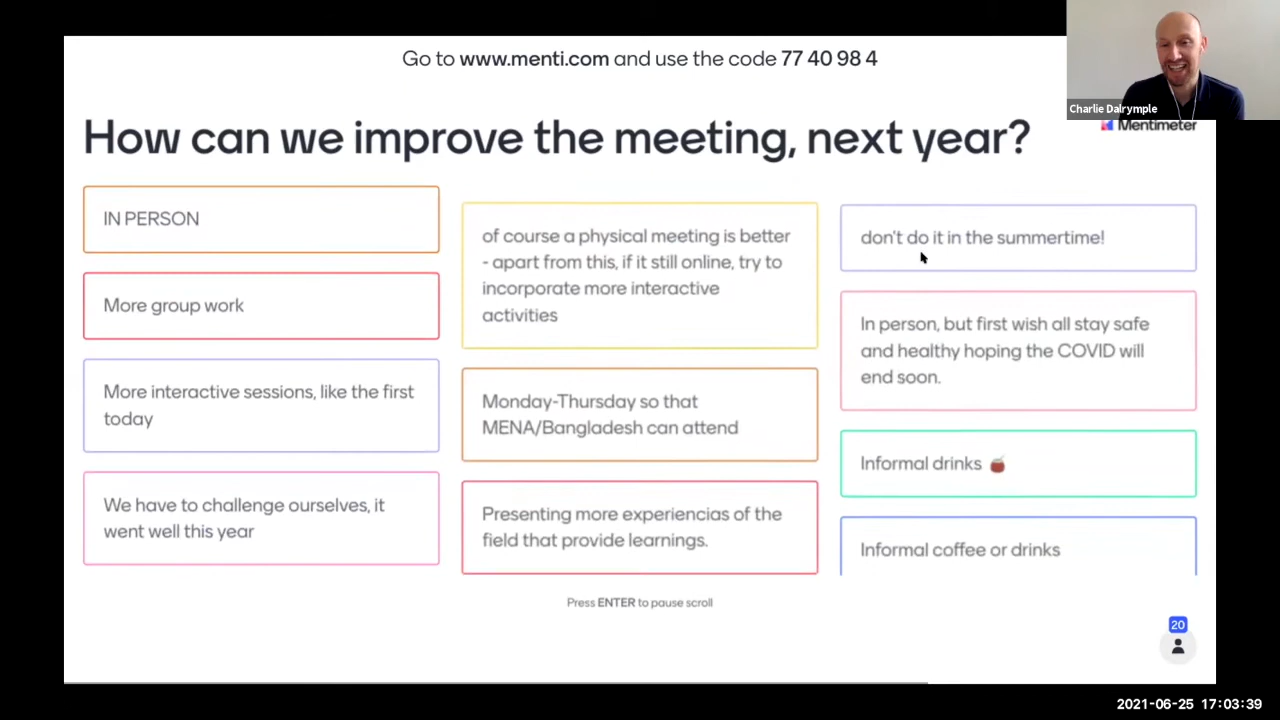 Go to www.menti.com and use the code 77 40 98 4
Charlie Dalrymple
Mentimeter
How can we improve the meeting, next year?
IN PERSON
More group work
More interactive sessions, like the first
today
We have to challenge ourselves, it
went well this year
of course a physical meeting is better
- apart from this, if it still online, try to
incorporate more interactive
activities
Monday-Thursday so that
MENA/Bangladesh can attend
Presenting more experiencias of the
field that provide learnings.
don't do it in the summertime!
In person, but first wish all stay safe
and healthy hoping the COVID will
end soon.
Informal drinks
Informal coffee or drinks
Press ENTER to pause scroll
20
2021-06-25 17:03:39